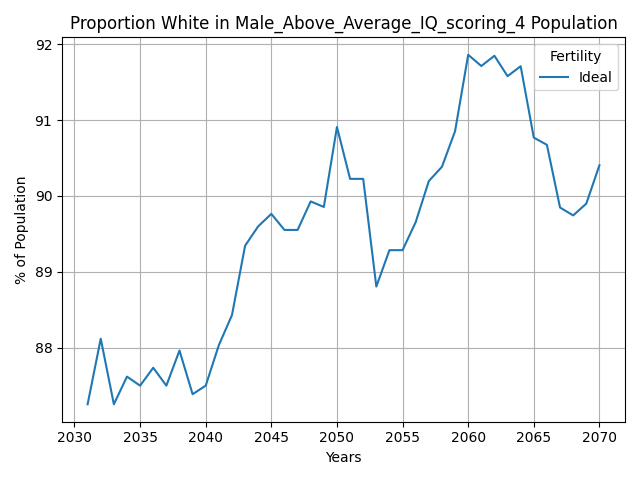 Proportion White in Male_Above_Average_IQ_scoring_4 Population
Fertility
Ideal
% of Population
92
91
90
89
88
2030 2035 2040 2045 2050 2055 2060 2065 2070
Years